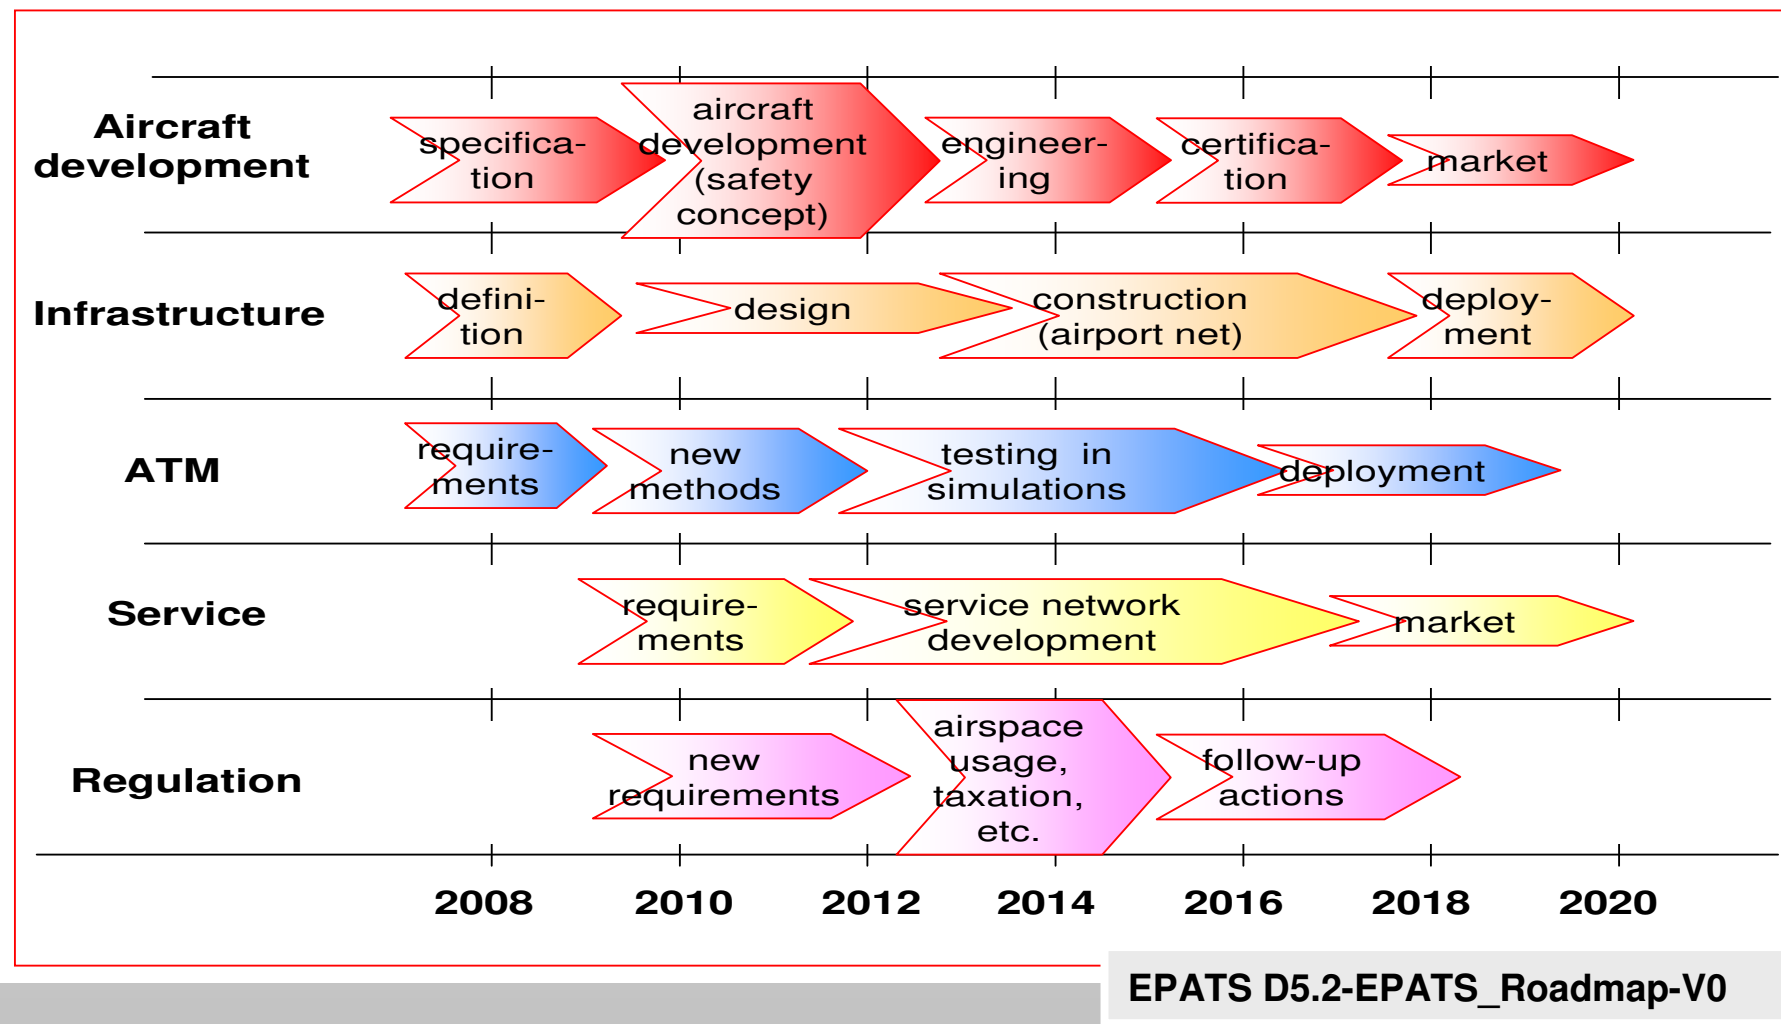 Aircraft
development
specifica-
tion
aircraft
development
(safety
concept)
engineer-
ing
certifica-
tion
market
Infrastructure
defini-
tion
design
construction
(airport net)
deploy-
ment
ATM
require-
ments
new
methods
testing in
simulations
deployment
Service
require-
ments
service network
development
market
Regulation
new
requirements
airspace
usage,
taxation,
etc.
follow-up
actions
2008 2010 2012 2014 2016 2018 2020
EPATS D5.2-EPATS_Roadmap-V0